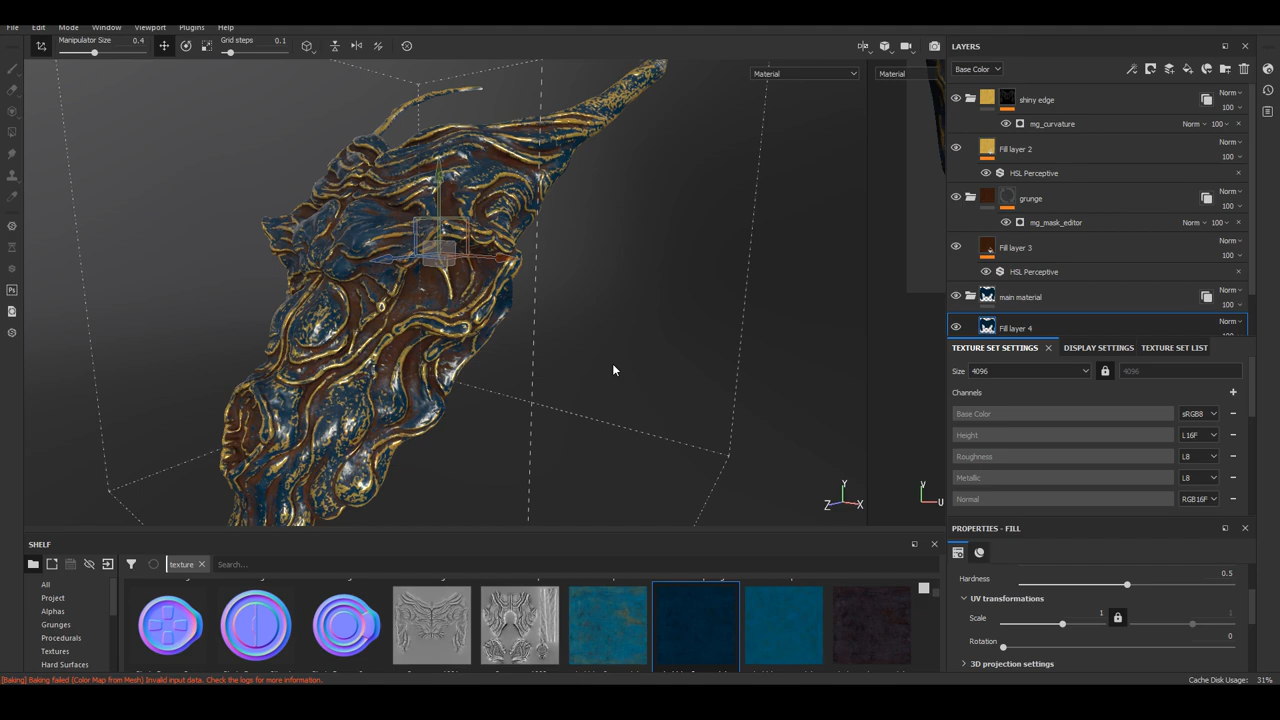 File Edit Mode Window Viewport Plugins Help
Manipulator Size 0.4 Grid steps 0.1
Material
Material
Y
Z X
V
U
LAYERS
Base Color
shiny edge Norm 100
mg_curvature Norm 100
Fill layer 2 Norm 100
HSL Perceptive
grunge Norm 100
mg_mask_editor Norm 100
Fill layer 3 Norm 100
HSL Perceptive
main material Norm 100
Fill layer 4 Norm
TEXTURE SET SETTINGS DISPLAY SETTINGS TEXTURE SET LIST
Size 4096 4096
Channels
Base Color sRGB8
Height L16F
Roughness L8
Metallic L8
Normal RGB16F
PROPERTIES - FILL
Hardness 0.5
UV transformations
Scale 1 1
Rotation 0
3D projection settings
SHELF
texture Search...
All
Project
Alphas
Grunges
Procedurals
Textures
Hard Surfaces
Ps
[Baking] Baking failed (Color Map from Mesh) Invalid input data. Check the logs for more information.
Cache Disk Usage: 31%